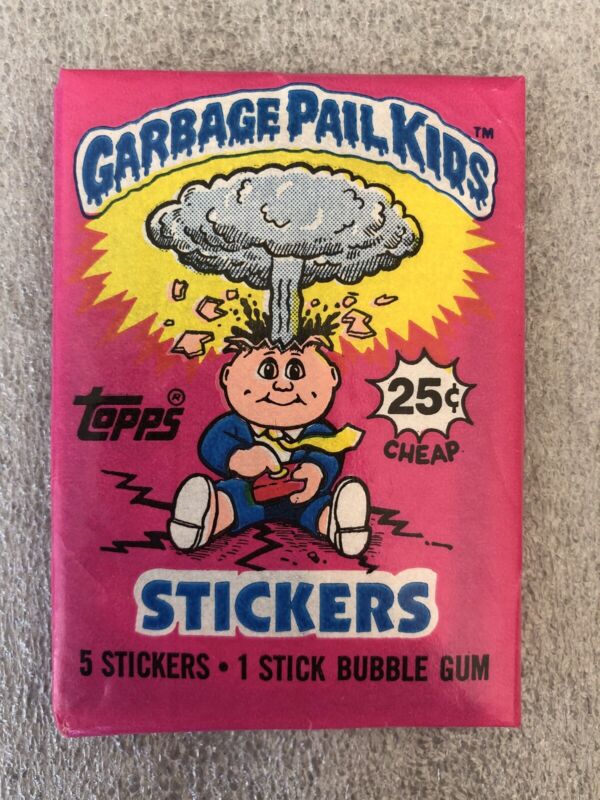 GARBAGE PAIL KIDS™
TOPPS®
25¢
CHEAP
STICKERS
5 STICKERS • 1 STICK BUBBLE GUM